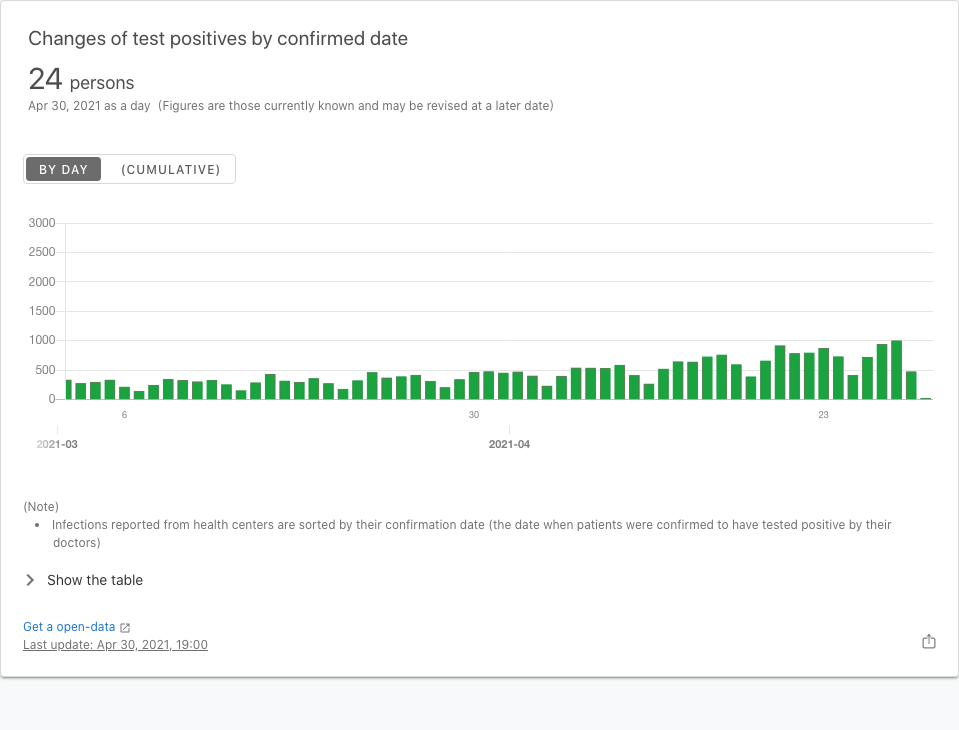 Changes of test positives by confirmed date
24 persons
Apr 30, 2021 as a day (Figures are those currently known and may be revised at a later date)
BY DAY (CUMULATIVE)
3000
2500
2000
1500
1000
500
0
6 30 23
2021-03 2021-04
(Note)
• Infections reported from health centers are sorted by their confirmation date (the date when patients were confirmed to have tested positive by their
doctors)
Show the table
Get a open-data
Last update: Apr 30, 2021, 19:00